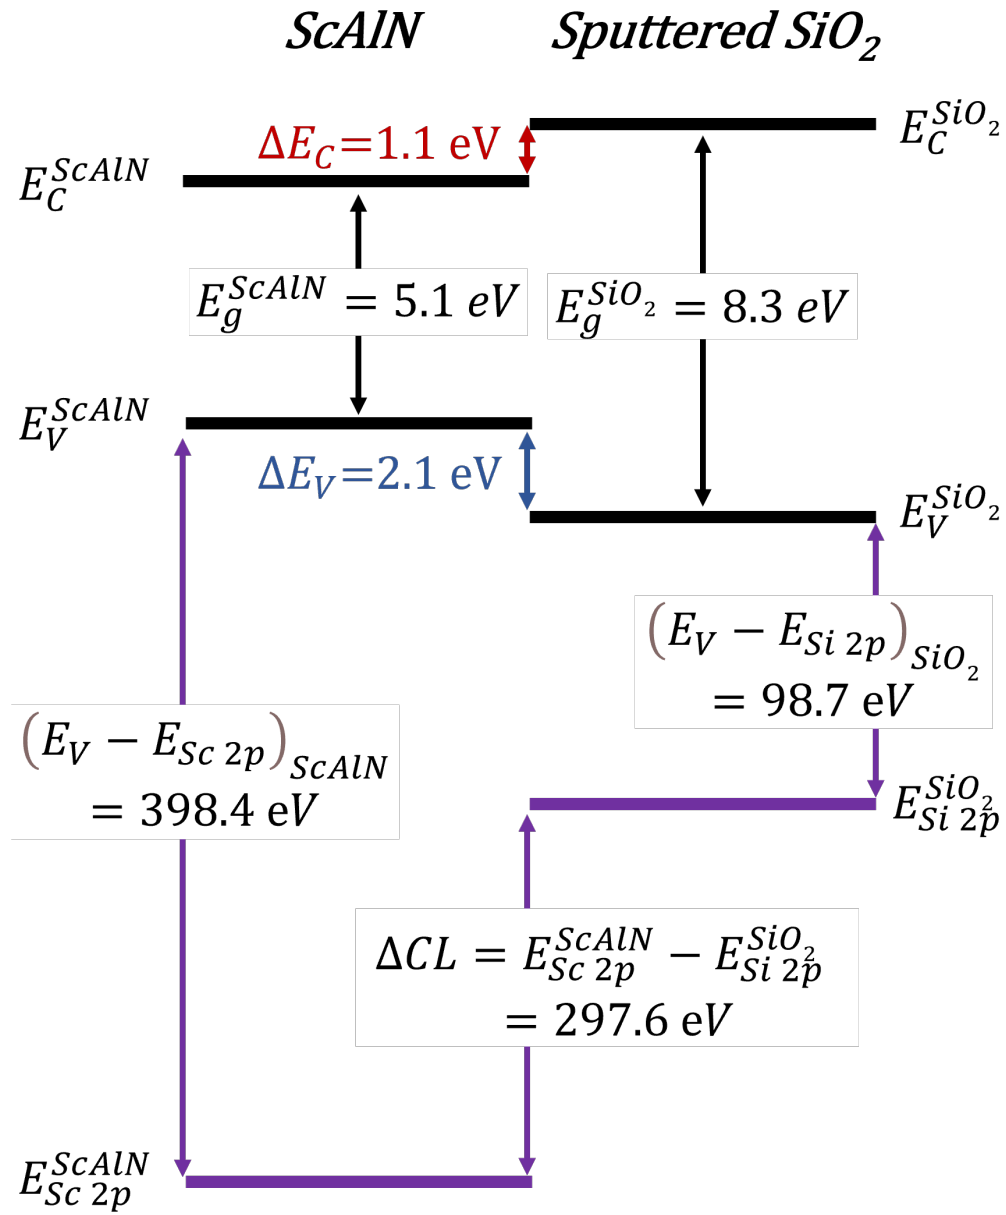 ScAlN
Sputtered SiO₂
ΔE_C=1.1 eV
E_C^SiO₂
E_C^ScAlN
E_g^ScAlN = 5.1 eV
E_g^SiO₂ = 8.3 eV
E_V^ScAlN
ΔE_V=2.1 eV
E_V^SiO₂
(E_V − E_Si 2p)_SiO₂
= 98.7 eV
(E_V − E_Sc 2p)_ScAlN
= 398.4 eV
E_Si 2p^SiO₂
ΔCL = E_Sc 2p^ScAlN − E_Si 2p^SiO₂
= 297.6 eV
E_Sc 2p^ScAlN